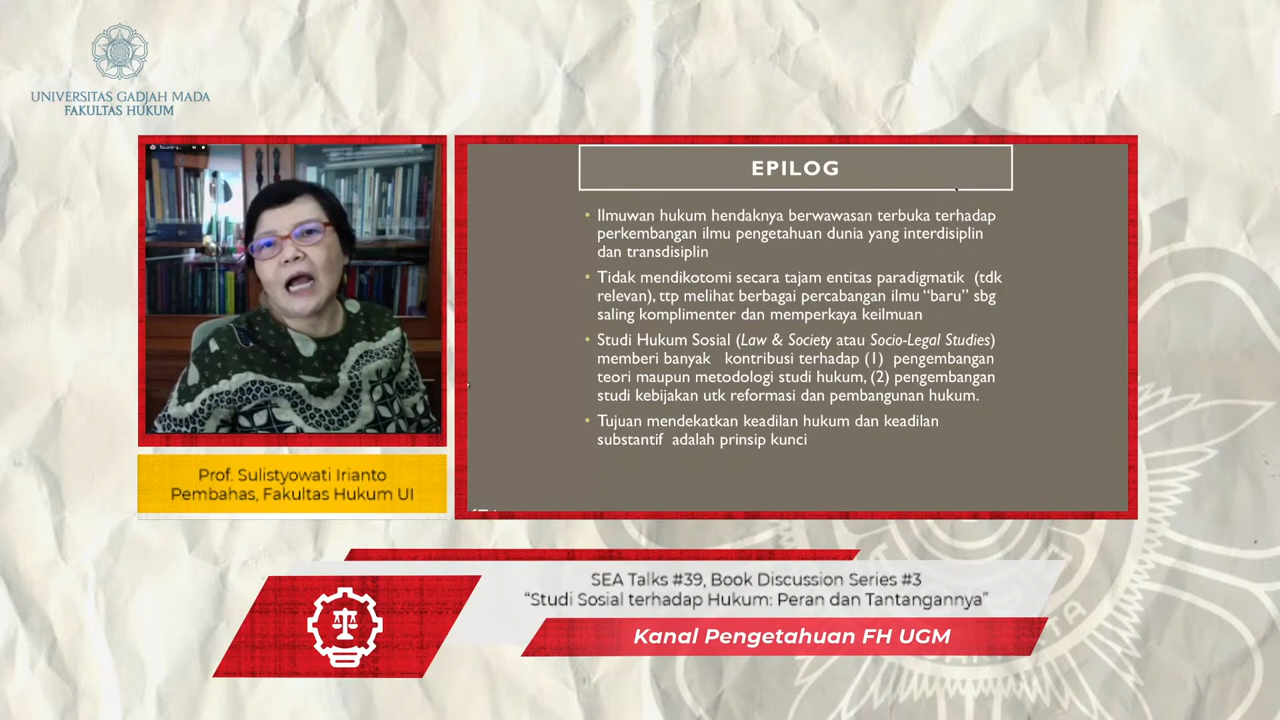 UNIVERSITAS GADJAH MADA
FAKULTAS HUKUM
EPILOG
• Ilmuwan hukum hendaknya berwawasan terbuka terhadap
perkembangan ilmu pengetahuan dunia yang interdisiplin
dan transdisiplin
• Tidak mendikotomi secara tajam entitas paradigmatik (tdk
relevan), ttp melihat berbagai percabangan ilmu “baru” sbg
saling komplimenter dan memperkaya keilmuan
• Studi Hukum Sosial (Law & Society atau Socio-Legal Studies)
memberi banyak kontribusi terhadap (1) pengembangan
teori maupun metodologi studi hukum, (2) pengembangan
studi kebijakan utk reformasi dan pembangunan hukum.
• Tujuan mendekatkan keadilan hukum dan keadilan
substantif adalah prinsip kunci
Prof. Sulistyowati Irianto
Pembahas, Fakultas Hukum UI
SEA Talks #39, Book Discussion Series #3
“Studi Sosial terhadap Hukum: Peran dan Tantangannya”
Kanal Pengetahuan FH UGM